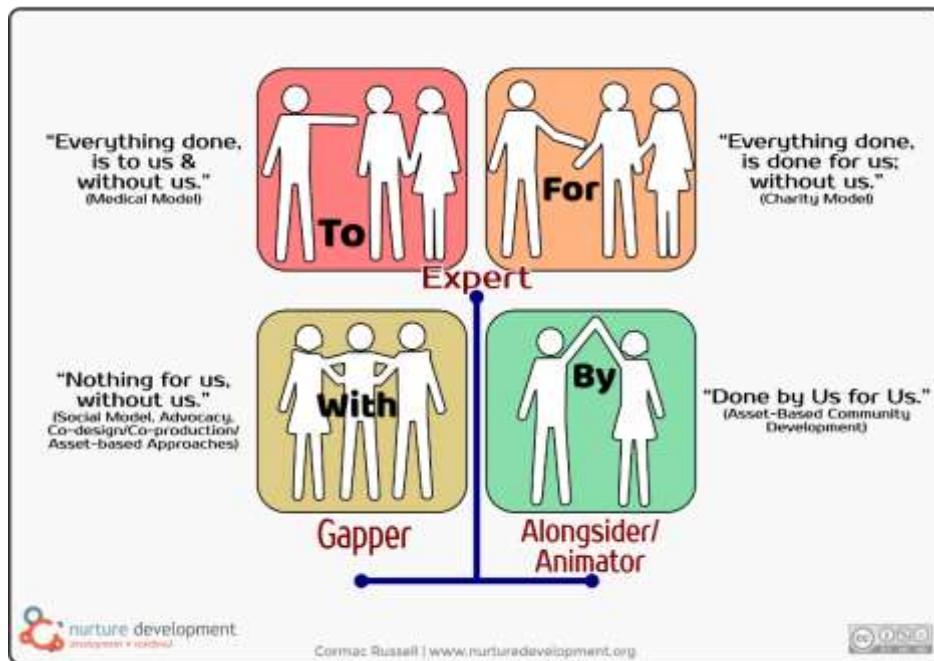 "Everything done,
is to us &
without us."
(Medical Model)
To
For
"Everything done,
is done for us;
without us."
(Charity Model)
Expert
"Nothing for us,
without us."
(Social Model, Advocacy,
Co-design/Co-production/
Asset-based Approaches)
With
By
"Done by Us for Us."
(Asset-Based Community
Development)
Gapper
Alongsider/
Animator
nurture development
Cormac Russell | www.nurturedevelopment.org
cc